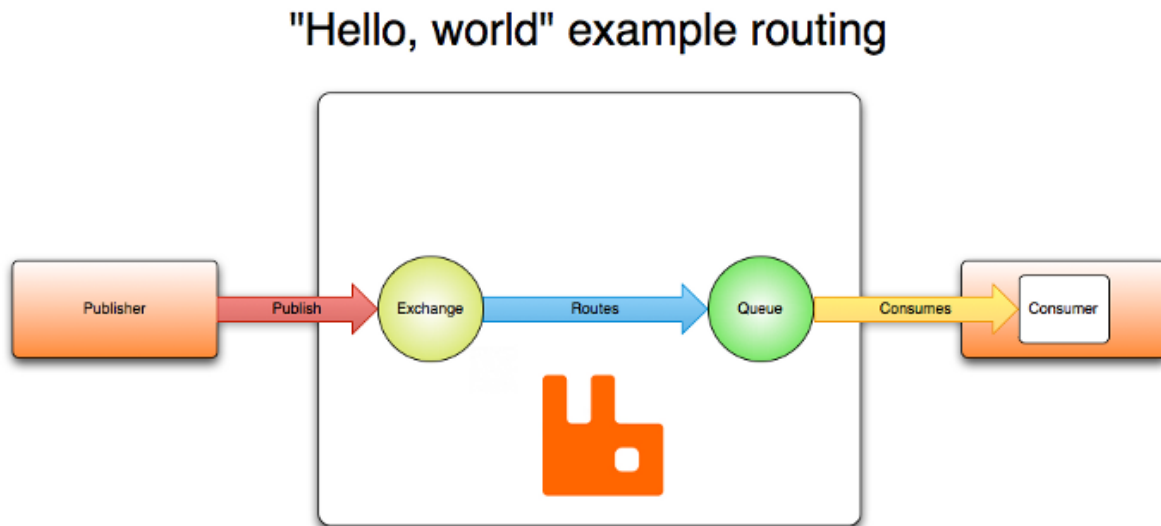 "Hello, world" example routing
Publisher
Publish
Exchange
Routes
Queue
Consumes
Consumer